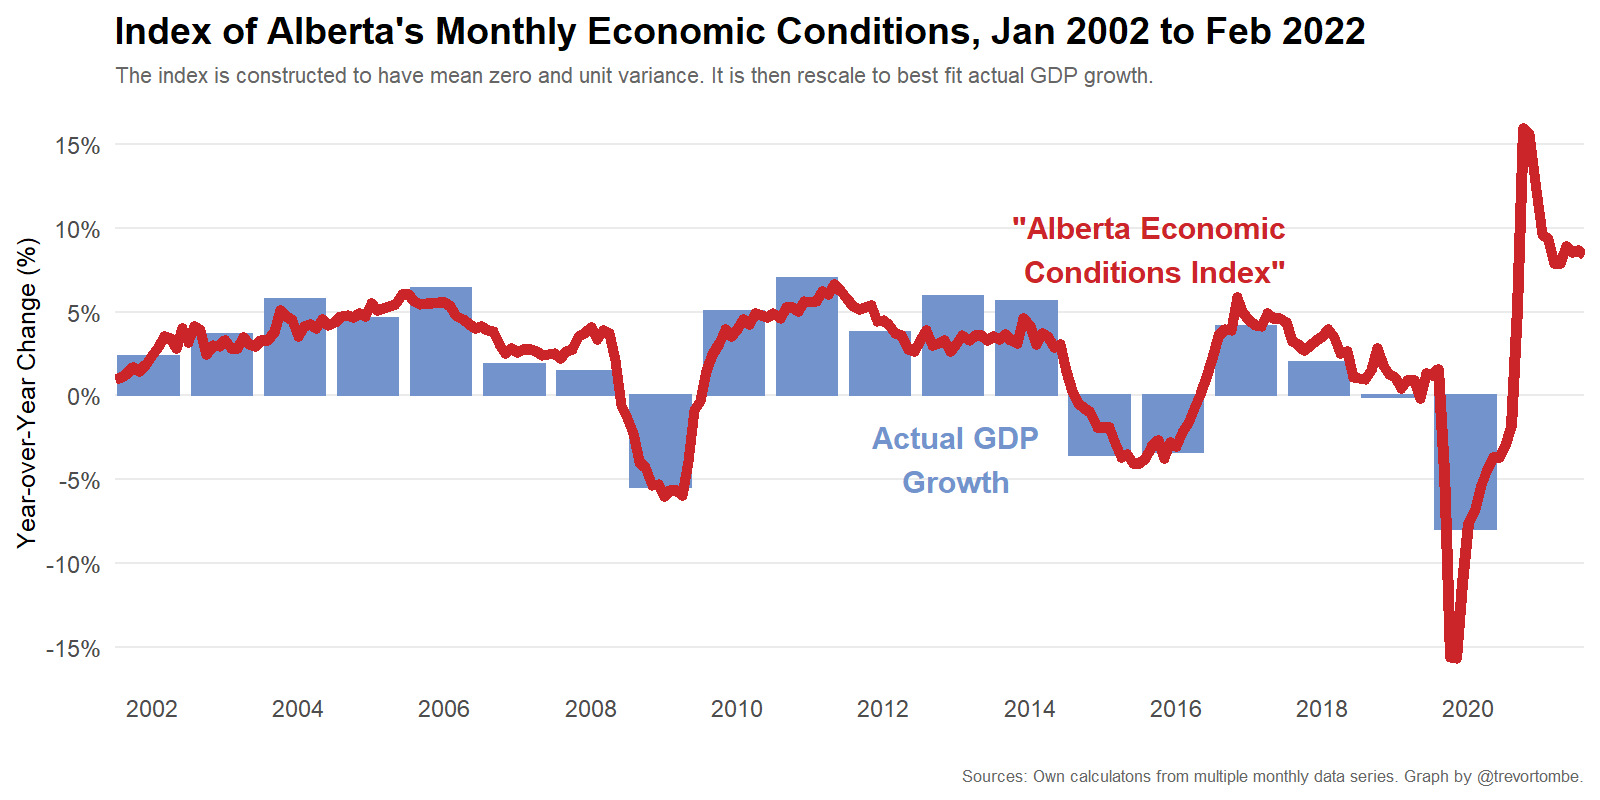 Index of Alberta's Monthly Economic Conditions, Jan 2002 to Feb 2022
The index is constructed to have mean zero and unit variance. It is then rescale to best fit actual GDP growth.
Year-over-Year Change (%)
15%
10%
5%
0%
-5%
-10%
-15%
"Alberta Economic
Conditions Index"
Actual GDP
Growth
2002 2004 2006 2008 2010 2012 2014 2016 2018 2020
Sources: Own calculatons from multiple monthly data series. Graph by @trevortombe.